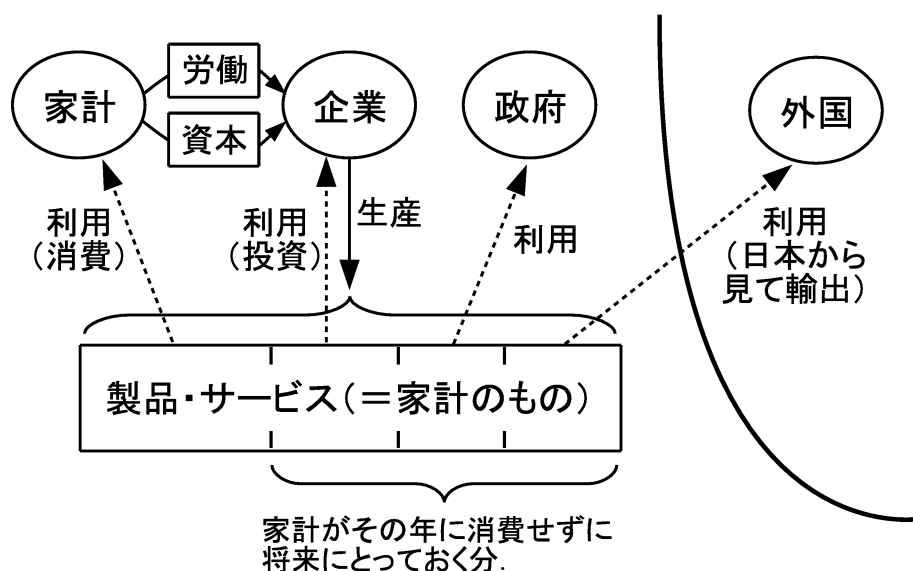 家計
労働
資本
企業
政府
外国
利用
（消費）
利用
（投資）
生産
利用
利用
（日本から
見て輸出）
製品・サービス（＝家計のもの）
家計がその年に消費せずに
将来にとっておく分.